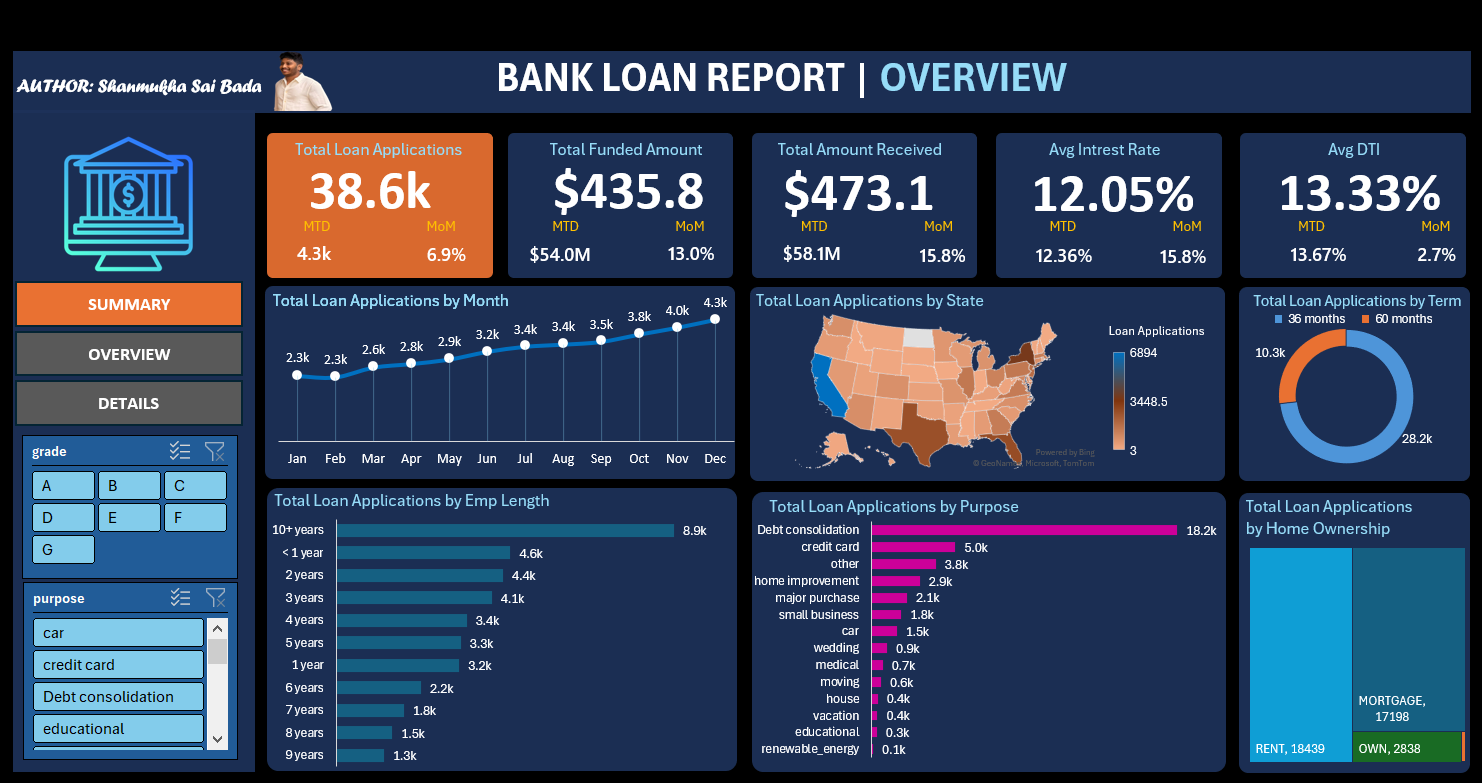 AUTHOR: Shanmukha Sai Bada
BANK LOAN REPORT | OVERVIEW
$
SUMMARY
OVERVIEW
DETAILS
grade
A B C
D E F
G
purpose
car
credit card
Debt consolidation
educational
Total Loan Applications
38.6k
MTD MoM
4.3k 6.9%
Total Funded Amount
$435.8
MTD MoM
$54.0M 13.0%
Total Amount Received
$473.1
MTD MoM
$58.1M 15.8%
Avg Intrest Rate
12.05%
MTD MoM
12.36% 15.8%
Avg DTI
13.33%
MTD MoM
13.67% 2.7%
Total Loan Applications by Month
2.3k 2.3k 2.6k 2.8k 2.9k 3.2k 3.4k 3.4k 3.5k 3.8k 4.0k 4.3k
Jan Feb Mar Apr May Jun Jul Aug Sep Oct Nov Dec
Total Loan Applications by State
Loan Applications
6894
3448.5
3
Powered by Bing
© GeoNames, Microsoft, TomTom
Total Loan Applications by Term
36 months 60 months
10.3k
28.2k
Total Loan Applications by Emp Length
10+ years 8.9k
< 1 year 4.6k
2 years 4.4k
3 years 4.1k
4 years 3.4k
5 years 3.3k
1 year 3.2k
6 years 2.2k
7 years 1.8k
8 years 1.5k
9 years 1.3k
Total Loan Applications by Purpose
Debt consolidation 18.2k
credit card 5.0k
other 3.8k
home improvement 2.9k
major purchase 2.1k
small business 1.8k
car 1.5k
wedding 0.9k
medical 0.7k
moving 0.6k
house 0.4k
vacation 0.4k
educational 0.3k
renewable_energy 0.1k
Total Loan Applications
by Home Ownership
MORTGAGE,
17198
RENT, 18439
OWN, 2838